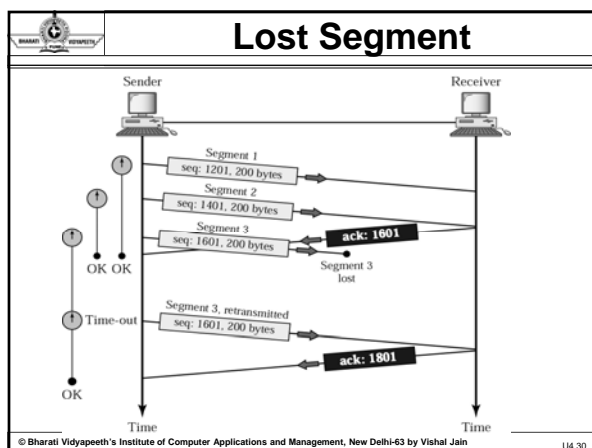 BHARATI VIDYAPEETH
PUNE
Lost Segment
Sender
Receiver
Segment 1
seq: 1201, 200 bytes
Segment 2
seq: 1401, 200 bytes
ack: 1601
Segment 3
seq: 1601, 200 bytes
OK OK
Segment 3
lost
Time-out
Segment 3, retransmitted
seq: 1601, 200 bytes
ack: 1801
OK
Time
Time
© Bharati Vidyapeeth's Institute of Computer Applications and Management, New Delhi-63 by Vishal Jain
U4.30